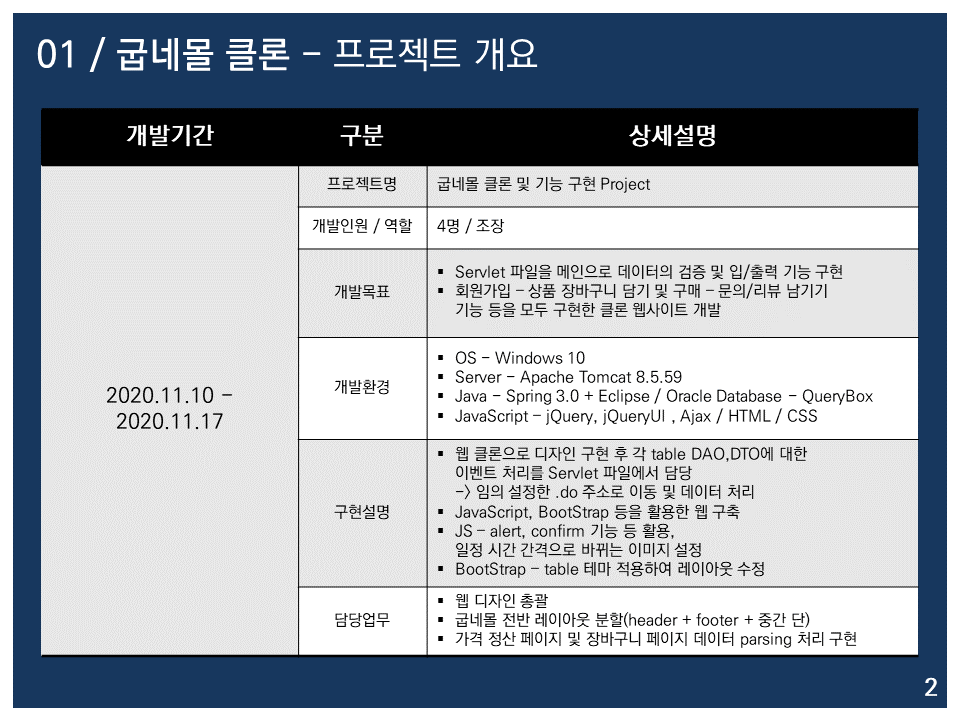 01 / 굽네몰 클론 – 프로젝트 개요
개발기간
구분
상세설명
2020.11.10 –
2020.11.17
프로젝트명
굽네몰 클론 및 기능 구현 Project
개발인원 / 역할
4명 / 조장
개발목표
▪ Servlet 파일을 메인으로 데이터의 검증 및 입/출력 기능 구현
▪ 회원가입 – 상품 장바구니 담기 및 구매 – 문의/리뷰 남기기
기능 등을 모두 구현한 클론 웹사이트 개발
개발환경
▪ OS – Windows 10
▪ Server – Apache Tomcat 8.5.59
▪ Java – Spring 3.0 + Eclipse / Oracle Database – QueryBox
▪ JavaScript – jQuery, jQueryUI , Ajax / HTML / CSS
구현설명
▪ 웹 클론으로 디자인 구현 후 각 table DAO,DTO에 대한
이벤트 처리를 Servlet 파일에서 담당
–> 임의 설정한 .do 주소로 이동 및 데이터 처리
▪ JavaScript, BootStrap 등을 활용한 웹 구축
▪ JS – alert, confirm 기능 등 활용,
일정 시간 간격으로 바뀌는 이미지 설정
▪ BootStrap – table 테마 적용하여 레이아웃 수정
담당업무
▪ 웹 디자인 총괄
▪ 굽네몰 전반 레이아웃 분할(header + footer + 중간 단)
▪ 가격 정산 페이지 및 장바구니 페이지 데이터 parsing 처리 구현
2